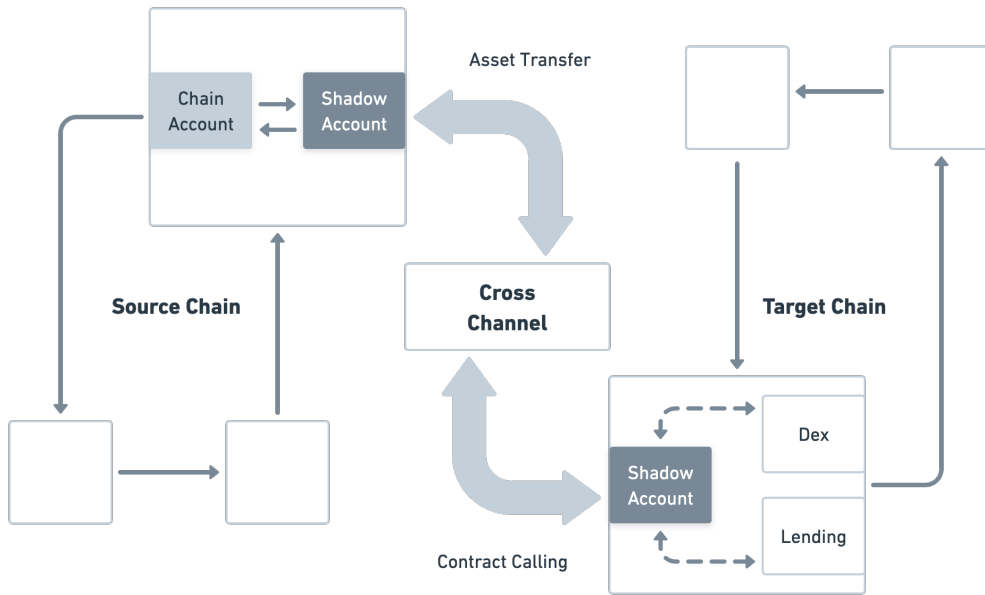 Asset Transfer
Chain
Account
Shadow
Account
Source Chain
Cross
Channel
Target Chain
Dex
Shadow
Account
Lending
Contract Calling